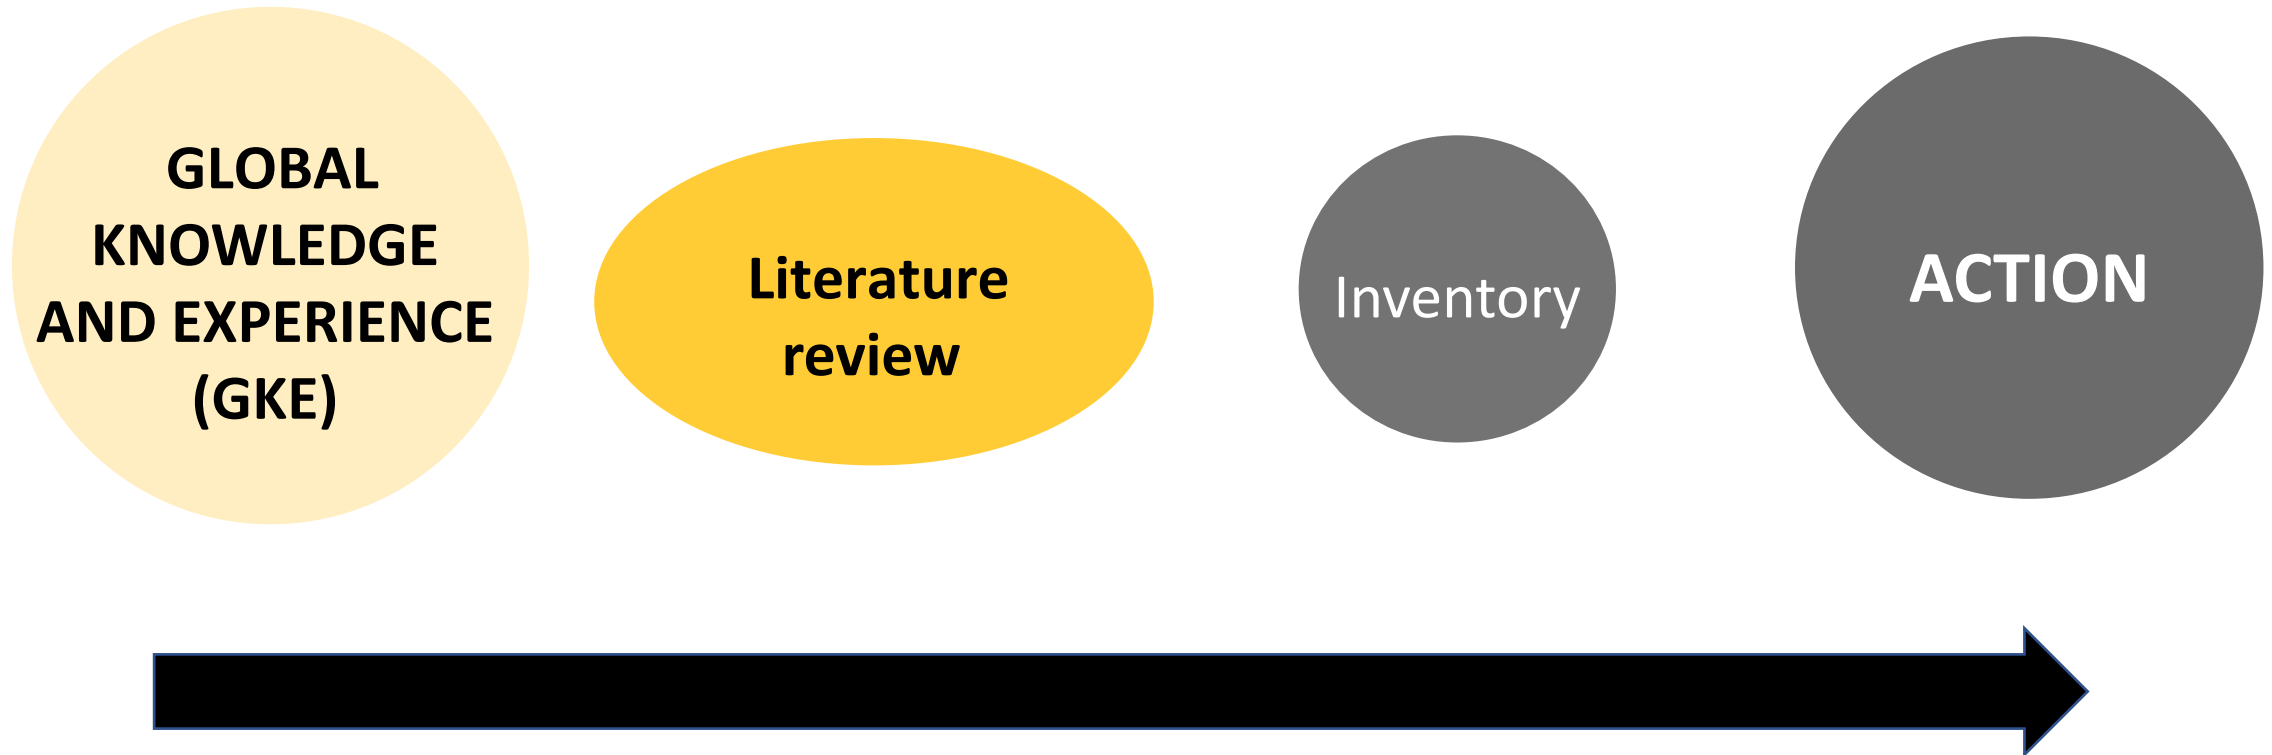 GLOBAL
KNOWLEDGE
AND EXPERIENCE
(GKE)
Literature
review
Inventory
ACTION